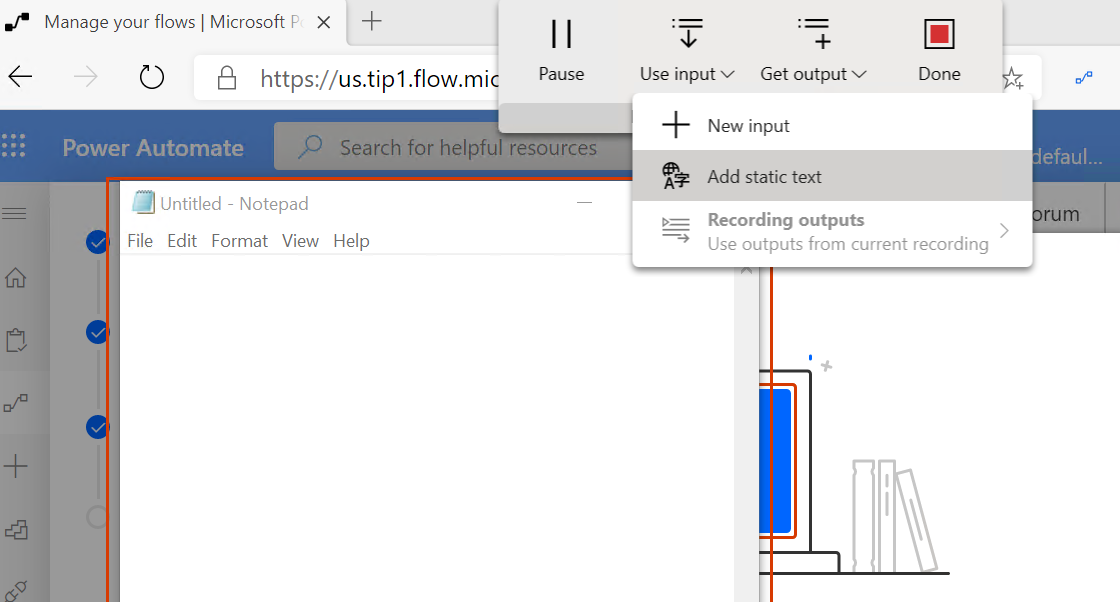 Manage your flows | Microsoft P
Pause
Use input
Get output
Done
https://us.tip1.flow.mic
New input
Power Automate
Search for helpful resources
defaul...
A字
Add static text
Untitled - Notepad
orum
Recording outputs
Use outputs from current recording
File Edit Format View Help